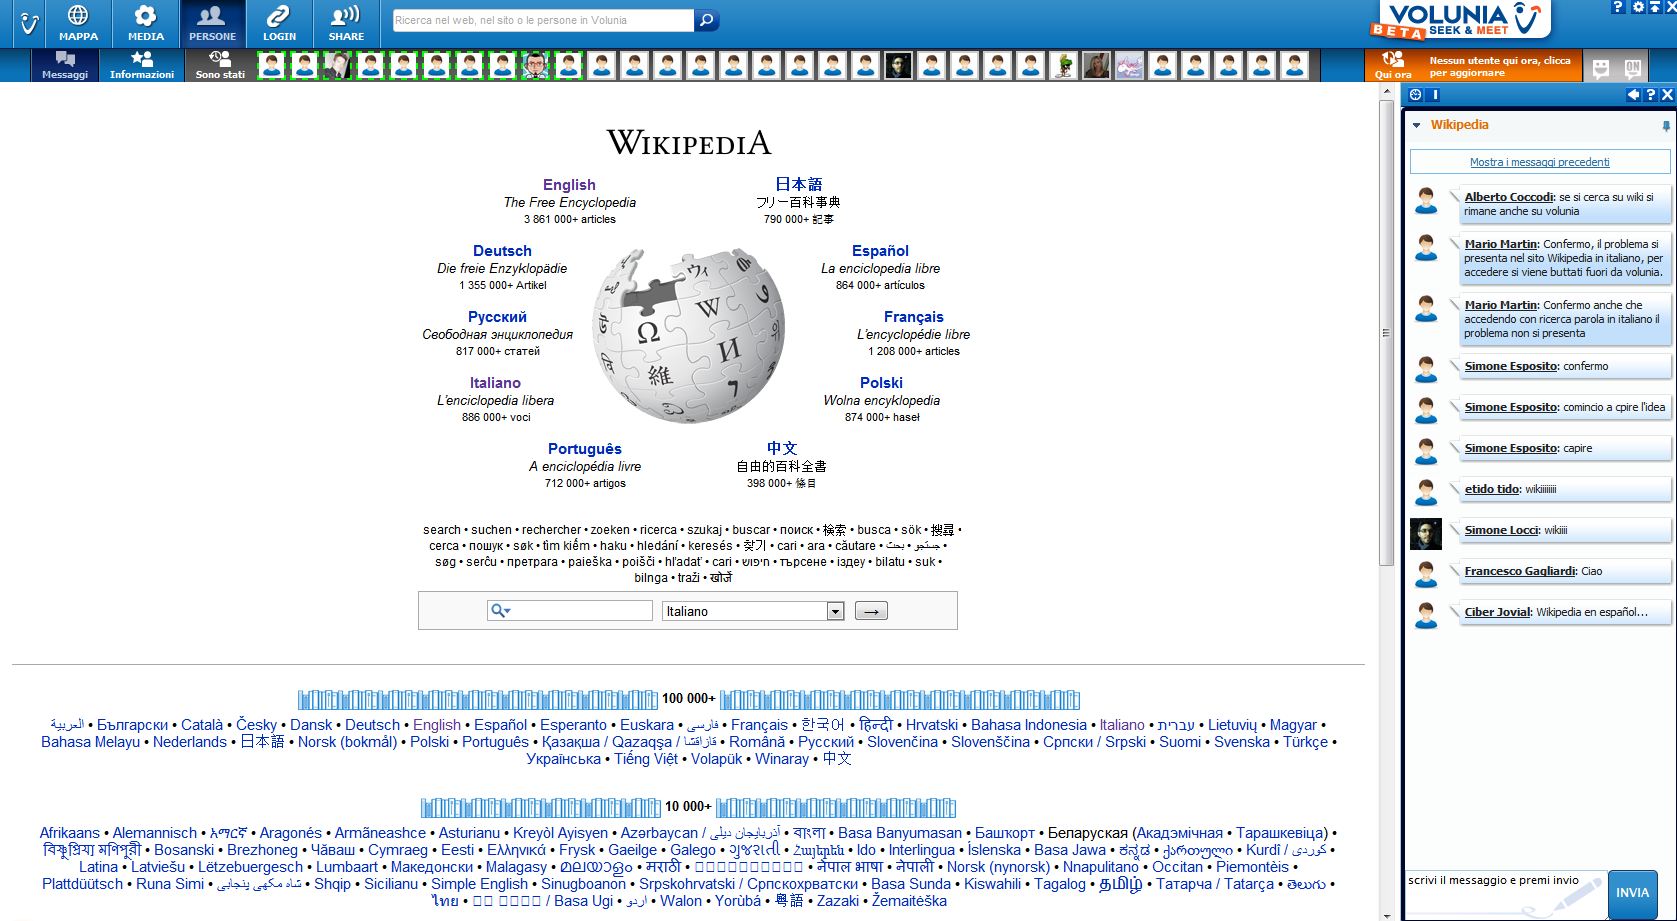 MAPPA MEDIA PERSONE LOGIN SHARE
Ricerca nel web, nel sito o le persone in Volunia
VOLUNIA
BETA SEEK & MEET
Messaggi Informazioni Sono stati
Qui ora
Nessun utente qui ora, clicca
per aggiornare
ON
WIKIPEDIA
English
The Free Encyclopedia
3 861 000+ articles
日本語
フリー百科事典
790 000+ 記事
Deutsch
Die freie Enzyklopädie
1 355 000+ Artikel
Español
La enciclopedia libre
864 000+ artículos
Русский
Свободная энциклопедия
817 000+ статей
Français
L'encyclopédie libre
1 208 000+ articles
Italiano
L'enciclopedia libera
886 000+ voci
Polski
Wolna encyklopedia
874 000+ haseł
Português
A enciclopédia livre
712 000+ artigos
中文
自由的百科全書
398 000+ 條目
Ω W И 維 ウィ 7
search • suchen • rechercher • zoeken • ricerca • szukaj • buscar • поиск • 検索 • busca • sök • 搜尋 •
cerca • пошук • søk • tìm kiếm • haku • hledání • keresés • 찾기 • cari • ara • căutare • بحث • جستجو •
søg • serĉu • претрага • paieška • poišči • hľadať • cari • חיפוש • търсене • іздеу • bilatu • suk •
bilnga • traži • खोजें
Italiano →
100 000+
العربية • Български • Català • Česky • Dansk • Deutsch • English • Español • Esperanto • Euskara • فارسی • Français • 한국어 • हिन्दी • Hrvatski • Bahasa Indonesia • Italiano • עברית • Lietuvių • Magyar •
Bahasa Melayu • Nederlands • 日本語 • Norsk (bokmål) • Polski • Português • Қазақша / Qazaqşa / قازاقشا • Română • Русский • Slovenčina • Slovenščina • Српски / Srpski • Suomi • Svenska • Türkçe •
Українська • Tiếng Việt • Volapük • Winaray • 中文
10 000+
Afrikaans • Alemannisch • አማርኛ • Aragonés • Armãneashce • Asturianu • Kreyòl Ayisyen • Azərbaycan / آذربایجان دیلی • বাংলা • Basa Banyumasan • Башҡорт • Беларуская (Акадэмічная • Тарашкевіца) •
বিষ্ণুপ্রিয়া মণিপুরী • Bosanski • Brezhoneg • Чăваш • Cymraeg • Eesti • Ελληνικά • Frysk • Gaeilge • Galego • ગુજરાતી • Հայերեն • Ido • Interlingua • Íslenska • Basa Jawa • ಕನ್ನಡ • ქართული • Kurdî / كوردی •
Latina • Latviešu • Lëtzebuergesch • Lumbaart • Македонски • Malagasy • മലയാളം • मराठी • नेपाल भाषा • नेपाली • Norsk (nynorsk) • Nnapulitano • Occitan • Piemontèis •
Plattdüütsch • Runa Simi • شاہ مکھی پنجابی • Shqip • Sicilianu • Simple English • Sinugboanon • Srpskohrvatski / Српскохрватски • Basa Sunda • Kiswahili • Tagalog • தமிழ் • Татарча / Tatarça • తెలుగు •
ไทย • / Basa Ugi • اردو • Walon • Yorùbá • 粵語 • Zazaki • Žemaitėška
Wikipedia
Mostra i messaggi precedenti
Alberto Coccodi: se si cerca su wiki si
rimane anche su volunia
Mario Martin: Confermo, il problema si
presenta nel sito Wikipedia in italiano, per
accedere si viene buttati fuori da volunia.
Mario Martin: Confermo anche che
accedendo con ricerca parola in italiano il
problema non si presenta
Simone Esposito: confermo
Simone Esposito: comincio a cpire l'idea
Simone Esposito: capire
etido tido: wikiiiiiiii
Simone Locci: wikiiii
Francesco Gagliardi: Ciao
Ciber Jovial: Wikipedia en español...
scrivi il messaggio e premi invio
INVIA